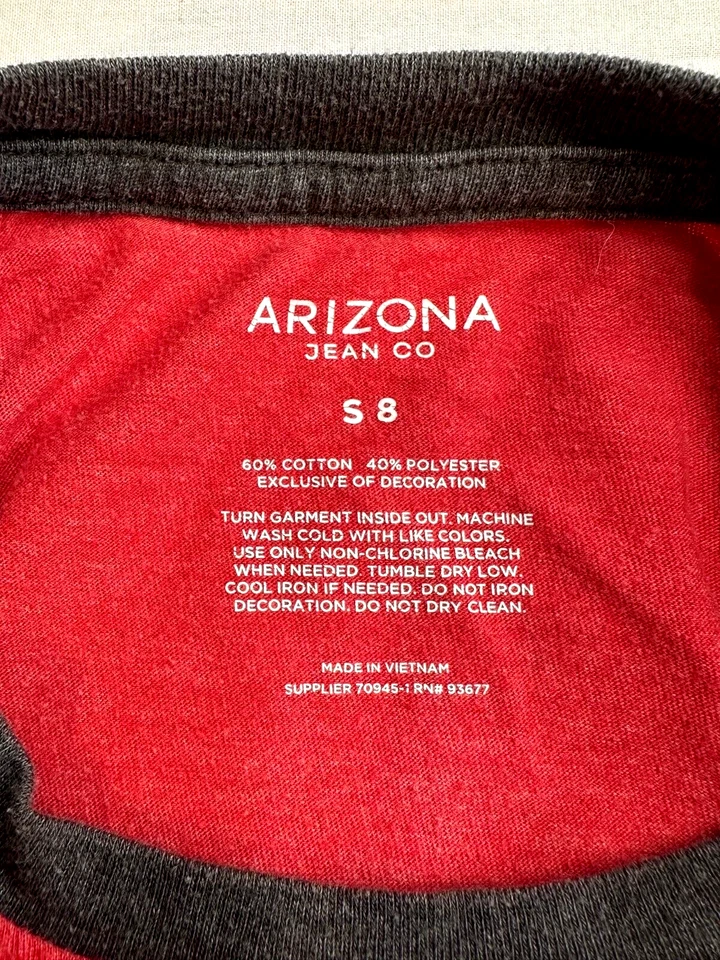 ARIZONA
JEAN CO
S 8
60% COTTON 40% POLYESTER
EXCLUSIVE OF DECORATION
TURN GARMENT INSIDE OUT. MACHINE
WASH COLD WITH LIKE COLORS.
USE ONLY NON-CHLORINE BLEACH
WHEN NEEDED. TUMBLE DRY LOW.
COOL IRON IF NEEDED. DO NOT IRON
DECORATION. DO NOT DRY CLEAN.
MADE IN VIETNAM
SUPPLIER 70945-1 RN# 93677